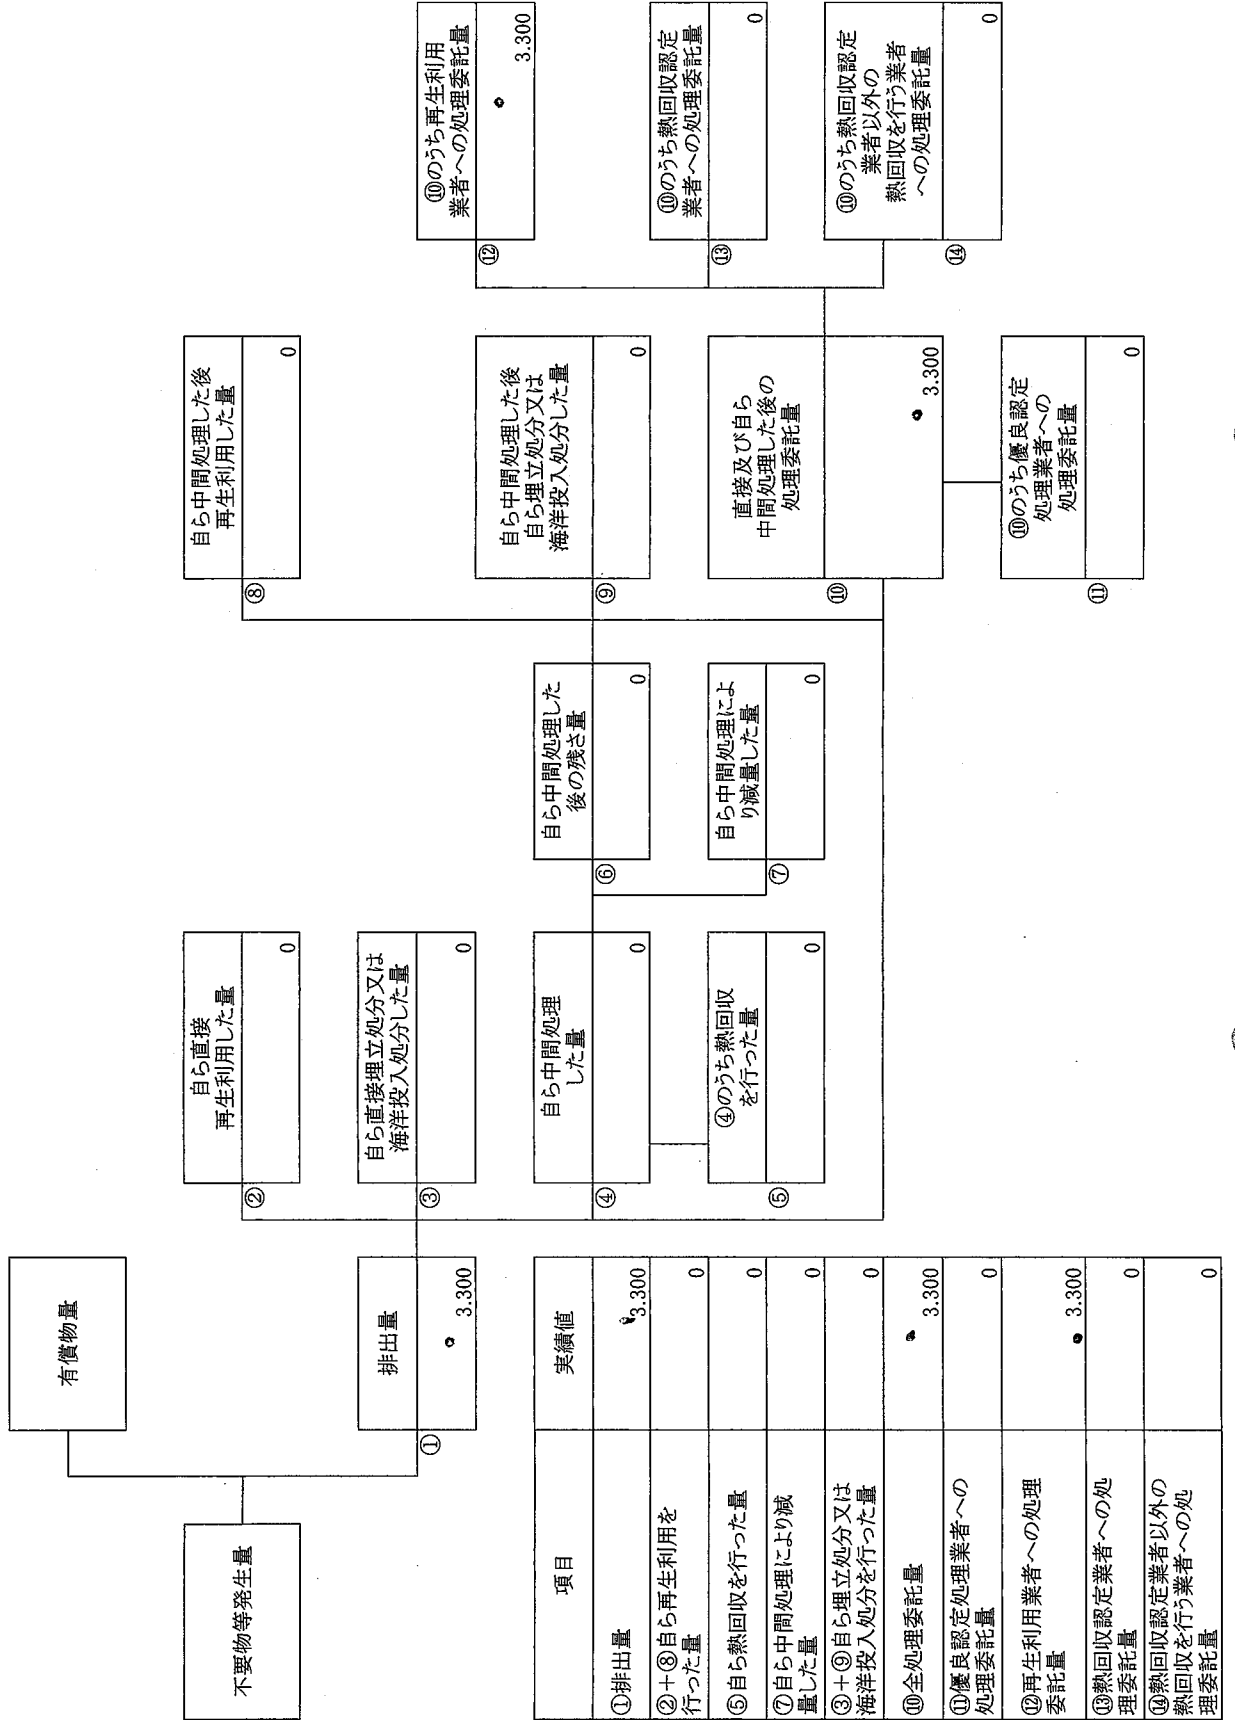 不要物等発生量
有償物量
①
排出量
3.300
②
自ら直接
再生利用した量
0
③
自ら直接埋立処分又は
海洋投入処分した量
0
④
自ら中間処理
した量
0
⑤
④のうち熱回収
を行った量
0
⑥
自ら中間処理した
後の残さ量
0
⑦
自ら中間処理によ
り減量した量
0
⑧
自ら中間処理した後
再生利用した量
0
⑨
自ら中間処理した後
自ら埋立処分又は
海洋投入処分した量
0
⑩
直接及び自ら
中間処理した後の
処理委託量
3.300
⑪
⑩のうち優良認定
処理業者への
処理委託量
0
⑫
⑩のうち再生利用
業者への処理委託量
3.300
⑬
⑩のうち熱回収認定
業者への処理委託量
0
⑭
⑩のうち熱回収認定
業者以外の
熱回収を行う業者
への処理委託量
0
項目 実績値
①排出量 3.300
②+⑧自ら再生利用を
行った量 0
⑤自ら熱回収を行った量 0
⑦自ら中間処理により減
量した量 0
③+⑨自ら埋立処分又は
海洋投入処分を行った量 0
⑩全処理委託量 3.300
⑪優良認定処理業者への
処理委託量 0
⑫再生利用業者への処理
委託量 3.300
⑬熱回収認定業者への処
理委託量 0
⑭熱回収認定業者以外の
熱回収を行う業者への処
理委託量 0